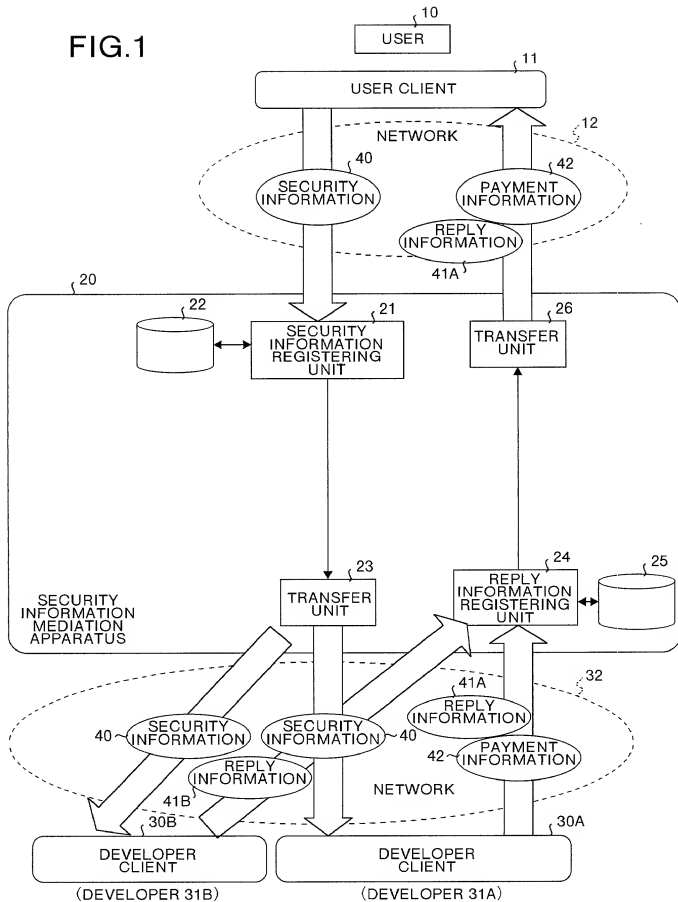 FIG.1
10
USER
11
USER CLIENT
NETWORK
12
40
SECURITY
INFORMATION
42
PAYMENT
INFORMATION
REPLY
INFORMATION
41A
20
22
21
SECURITY
INFORMATION
REGISTERING
UNIT
26
TRANSFER
UNIT
23
TRANSFER
UNIT
24
REPLY
INFORMATION
REGISTERING
UNIT
25
SECURITY
INFORMATION
MEDIATION
APPARATUS
32
41A
REPLY
INFORMATION
40
SECURITY
INFORMATION
SECURITY
INFORMATION
40
REPLY
INFORMATION
41B
42
PAYMENT
INFORMATION
NETWORK
30B
30A
DEVELOPER
CLIENT
DEVELOPER
CLIENT
(DEVELOPER 31B)
(DEVELOPER 31A)